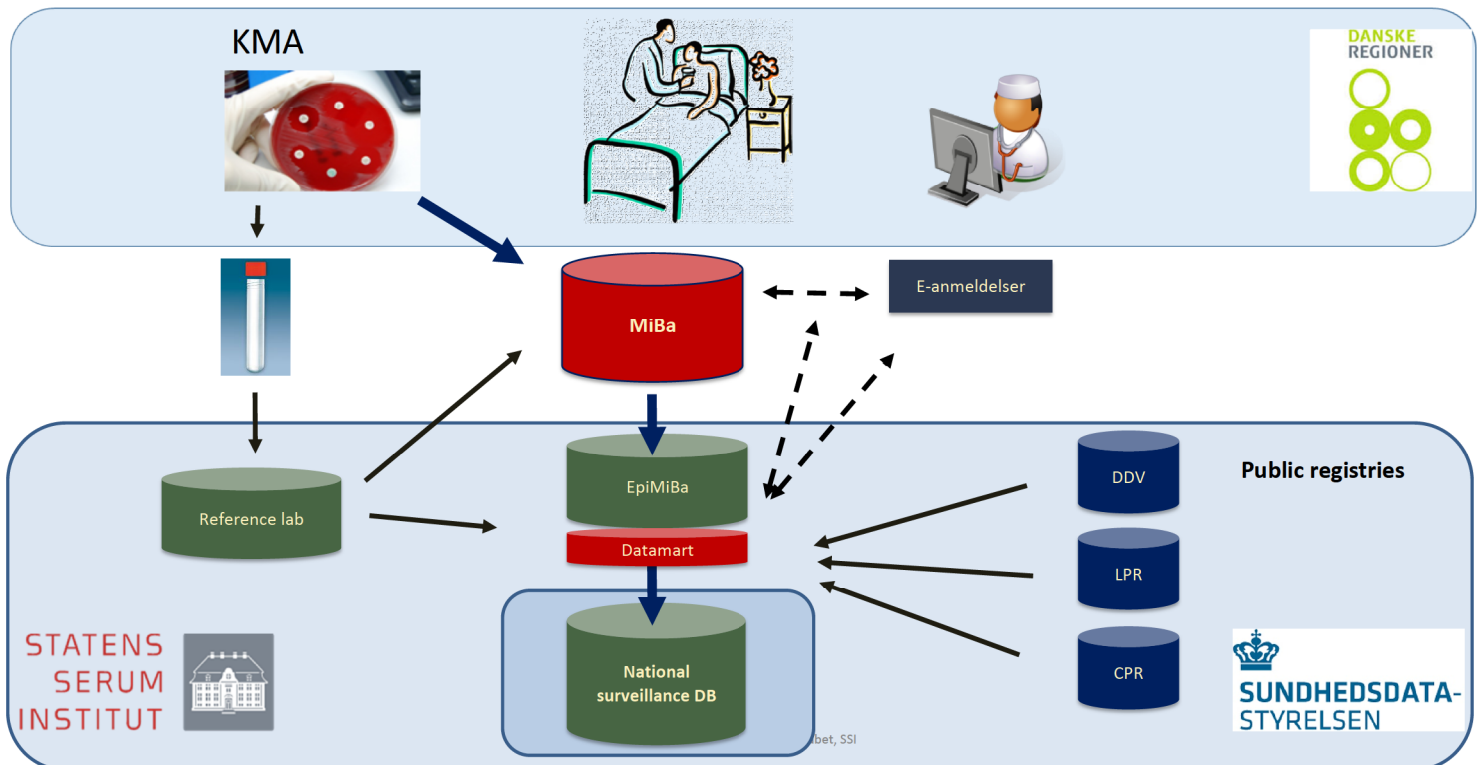 KMA
DANSKE
REGIONER
E-anmeldelser
MiBa
EpiMiBa
DDV
Public registries
Reference lab
Datamart
LPR
National
surveillance DB
CPR
STATENS
SERUM
INSTITUT
SUNDHEDSDATA-
STYRELSEN
SSI